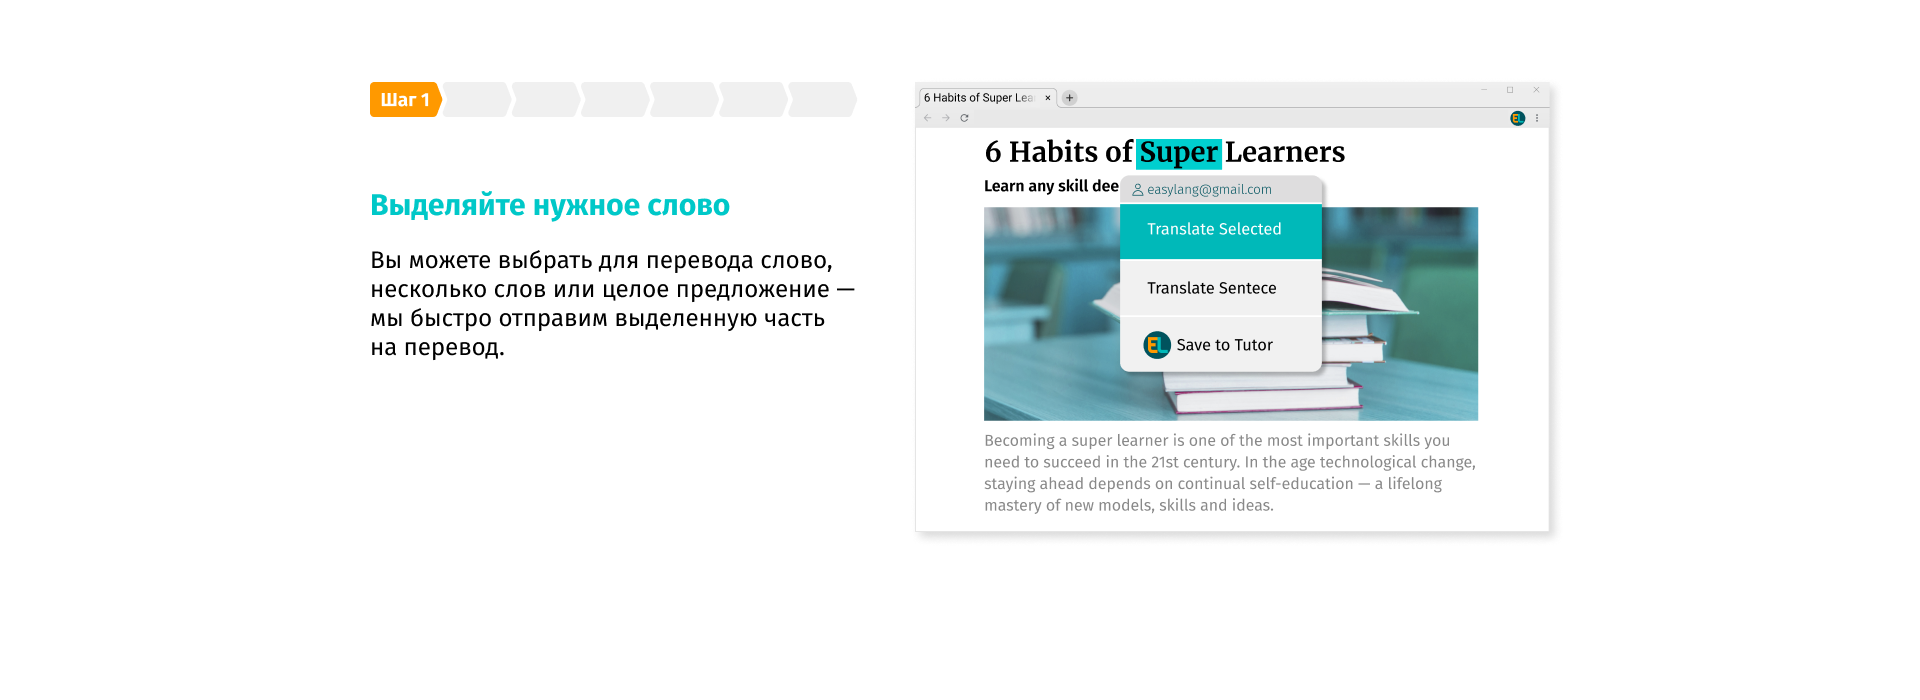 Шаг 1
Выделяйте нужное слово
Вы можете выбрать для перевода слово,
несколько слов или целое предложение —
мы быстро отправим выделенную часть
на перевод.
6 Habits of Super Lea
6 Habits of Super Learners
Learn any skill dee
easylang@gmail.com
Translate Selected
Translate Sentece
EL Save to Tutor
Becoming a super learner is one of the most important skills you
need to succeed in the 21st century. In the age technological change,
staying ahead depends on continual self-education — a lifelong
mastery of new models, skills and ideas.